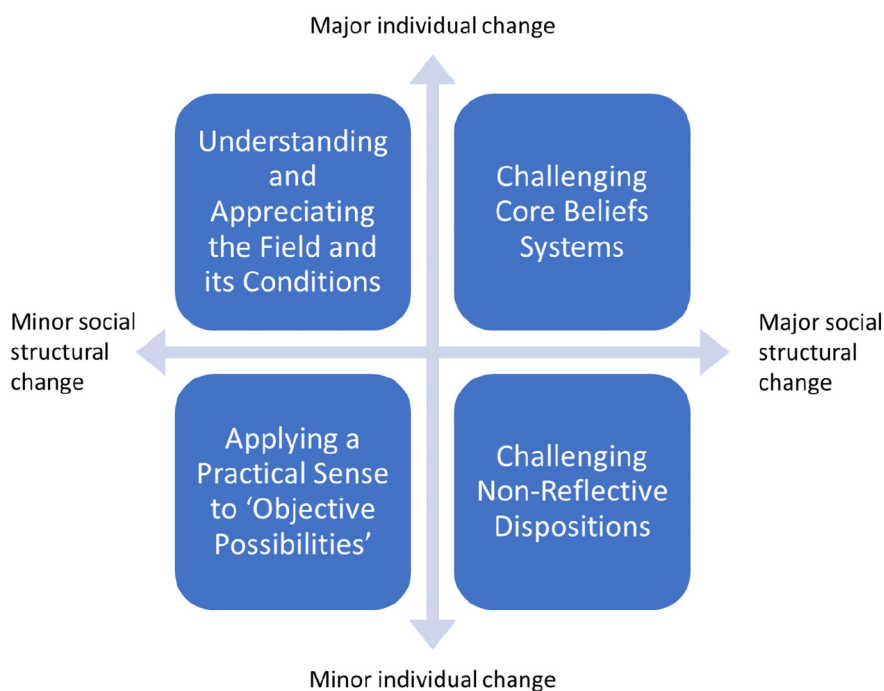 Major individual change
Understanding
and
Appreciating
the Field and
its Conditions
Challenging
Core Beliefs
Systems
Minor social
structural
change
Major social
structural
change
Applying a
Practical Sense
to ‘Objective
Possibilities’
Challenging
Non-Reflective
Dispositions
Minor individual change